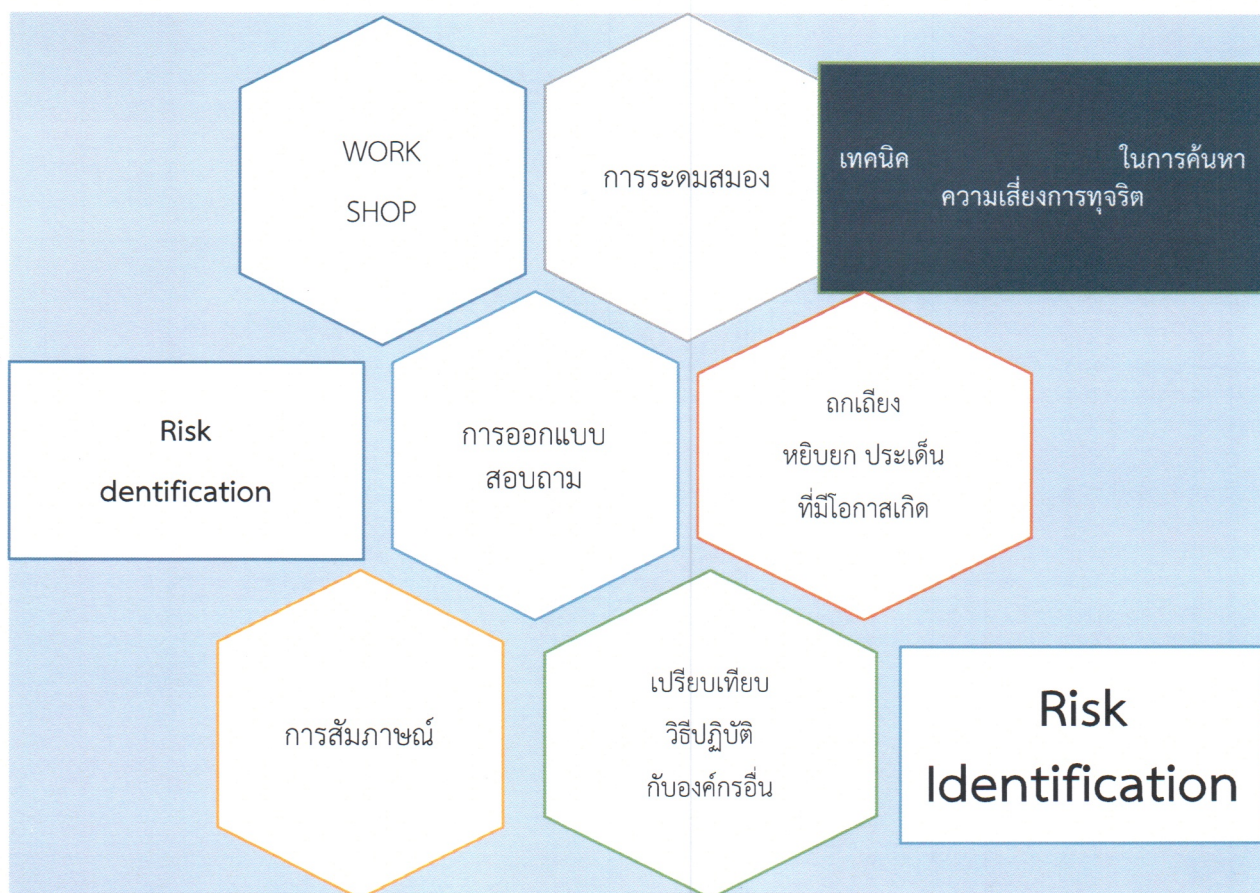 WORK
SHOP
การระดมสมอง
เทคนิค ในการค้นหา
ความเสี่ยงการทุจริต
Risk
dentification
การออกแบบ
สอบถาม
ถกเถียง
หยิบยก ประเด็น
ที่มีโอกาสเกิด
การสัมภาษณ์
เปรียบเทียบ
วิธีปฏิบัติ
กับองค์กรอื่น
Risk
Identification